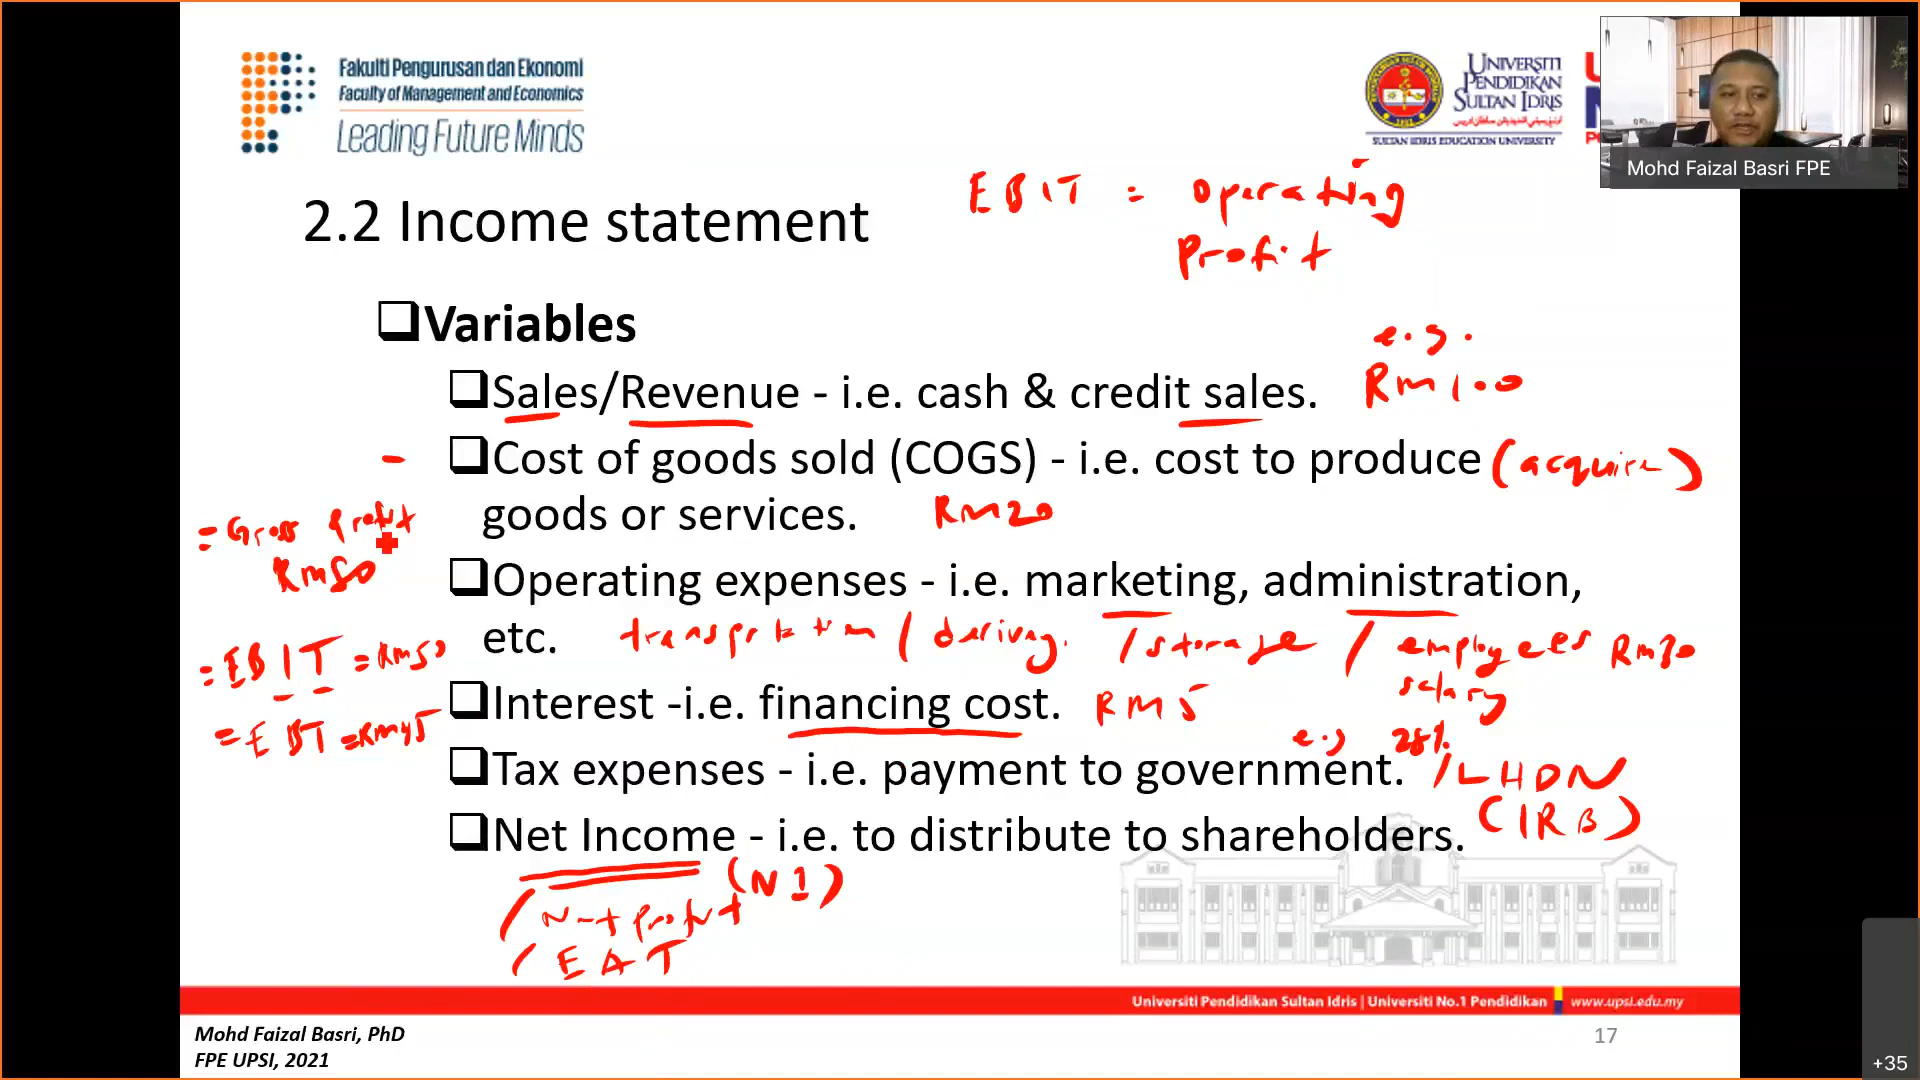 Fakulti Pengurusan dan Ekonomi
Faculty of Management and Economics
Leading Future Minds
UNIVERSITI
PENDIDIKAN
SULTAN IDRIS
SULTAN IDRIS EDUCATION UNIVERSITY
Mohd Faizal Basri FPE
EBIT = operating
profit
2.2 Income statement
❑Variables
e.g.
❑Sales/Revenue - i.e. cash & credit sales. RM100
- ❑Cost of goods sold (COGS) - i.e. cost to produce (acquire)
goods or services. RM20
= Gross profit
RM80
❑Operating expenses - i.e. marketing, administration,
etc. / storage / employees RM30
salary
= EBIT = RM50
❑Interest -i.e. financing cost. RM5
= EBT = RM45
e.g 28%
❑Tax expenses - i.e. payment to government. / LHDN
(IRB)
❑Net Income - i.e. to distribute to shareholders.
(NI)
/ Net profit
/ EAT
Universiti Pendidikan Sultan Idris | Universiti No.1 Pendidikan www.upsi.edu.my
Mohd Faizal Basri, PhD
FPE UPSI, 2021
17
+35